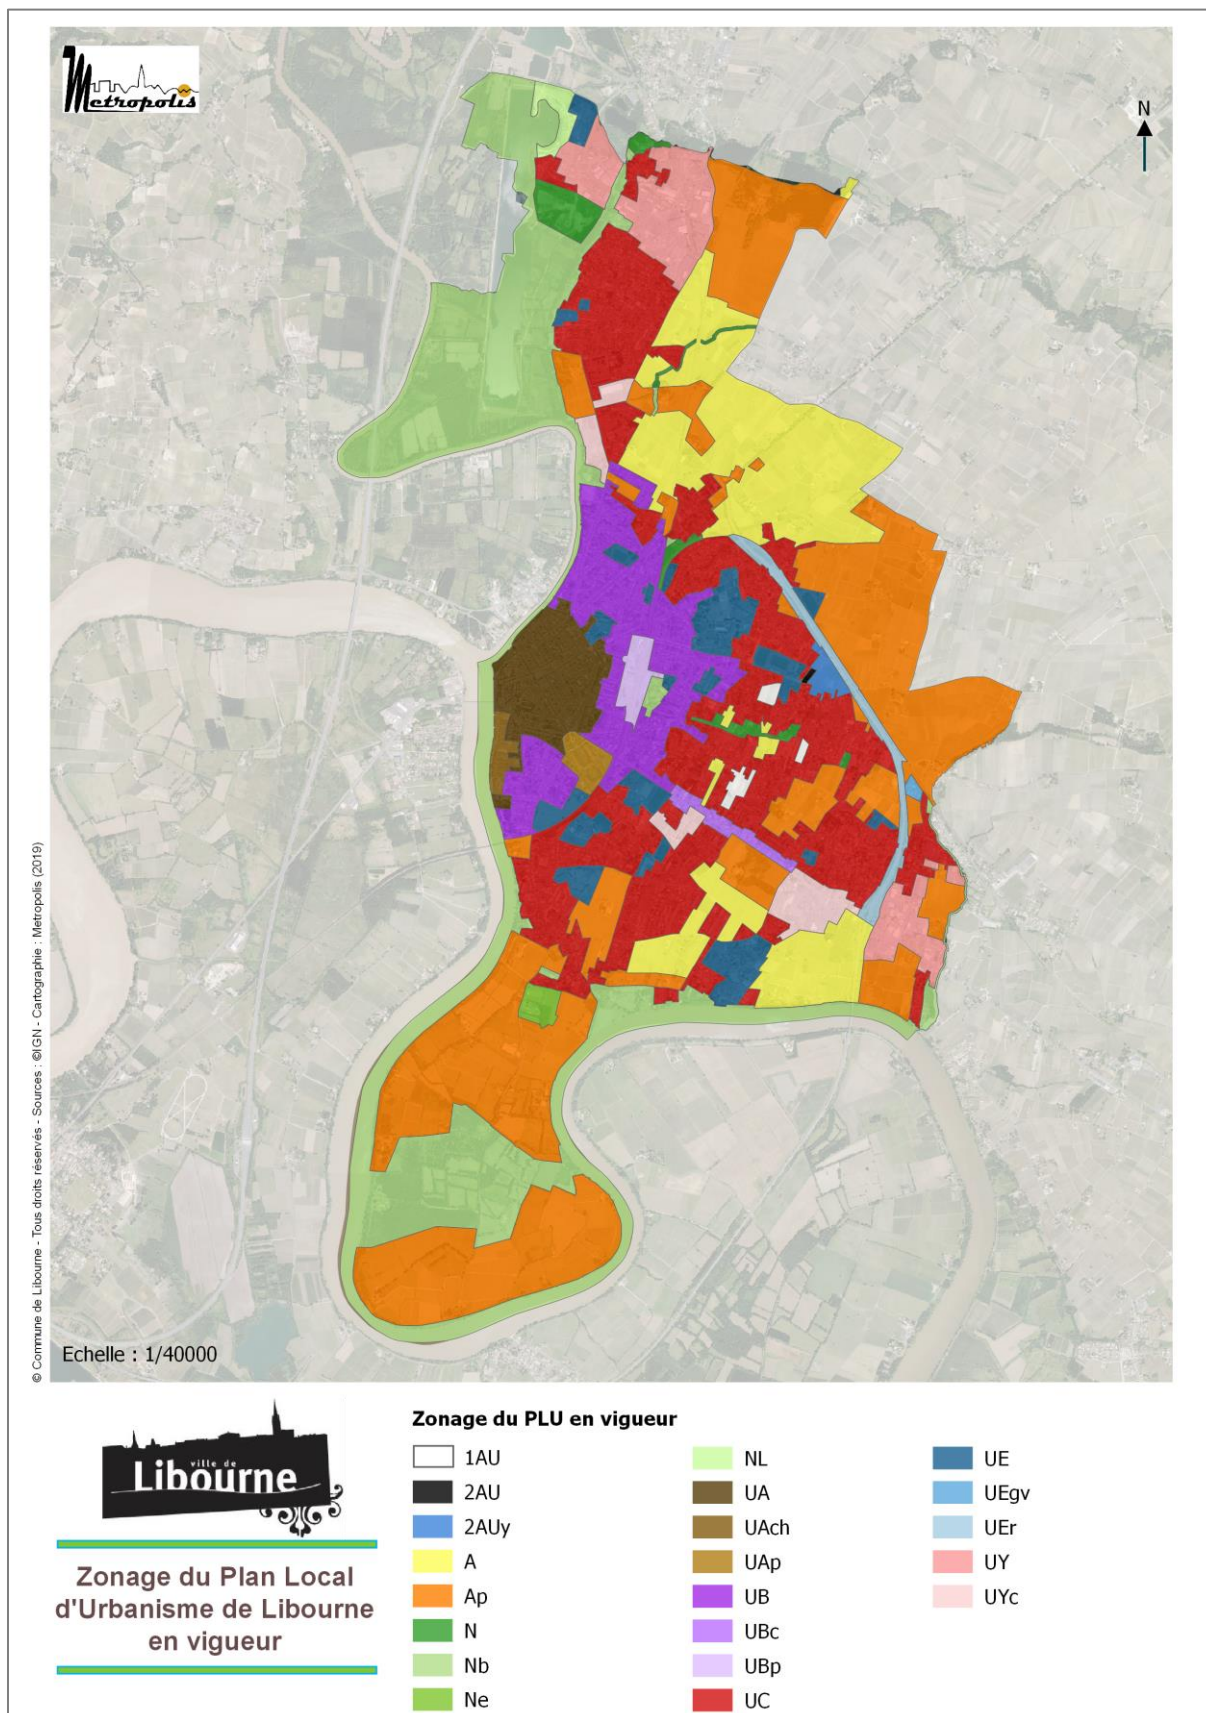 Metropolis
N
© Commune de Libourne - Tous droits réservés - Sources : ©IGN - Cartographie : Metropolis (2019)
Echelle : 1/40000
ville de
Libourne
Zonage du Plan Local
d'Urbanisme de Libourne
en vigueur
Zonage du PLU en vigueur
1AU
2AU
2AUy
A
Ap
N
Nb
Ne
NL
UA
UAch
UAp
UB
UBc
UBp
UC
UE
UEgv
UEr
UY
UYc